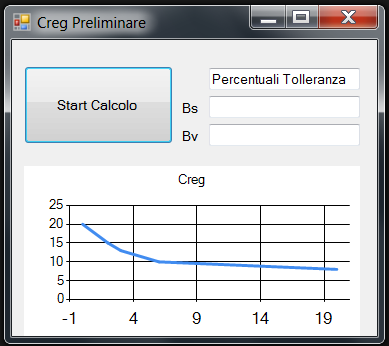 Creg Preliminare
Percentuali Tolleranza
Start Calcolo
Bs
Bv
Creg
25
20
15
10
5
0
-1 4 9 14 19